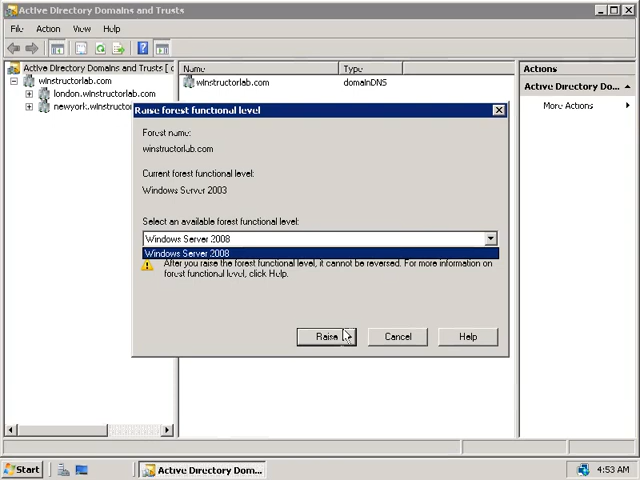 Active Directory Domains and Trusts
File Action View Help
Active Directory Domains and Trusts [
winstructorlab.com
london.winstructorlab.com
newyork.winstructor
Name Type
winstructorlab.com domainDNS
Actions
Active Directory Do...
More Actions
Raise forest functional level
Forest name:
winstructorlab.com
Current forest functional level:
Windows Server 2003
Select an available forest functional level:
Windows Server 2008
Windows Server 2008
After you raise the forest functional level, it cannot be reversed. For more information on
forest functional level, click Help.
Raise Cancel Help
Start Active Directory Dom... 4:53 AM